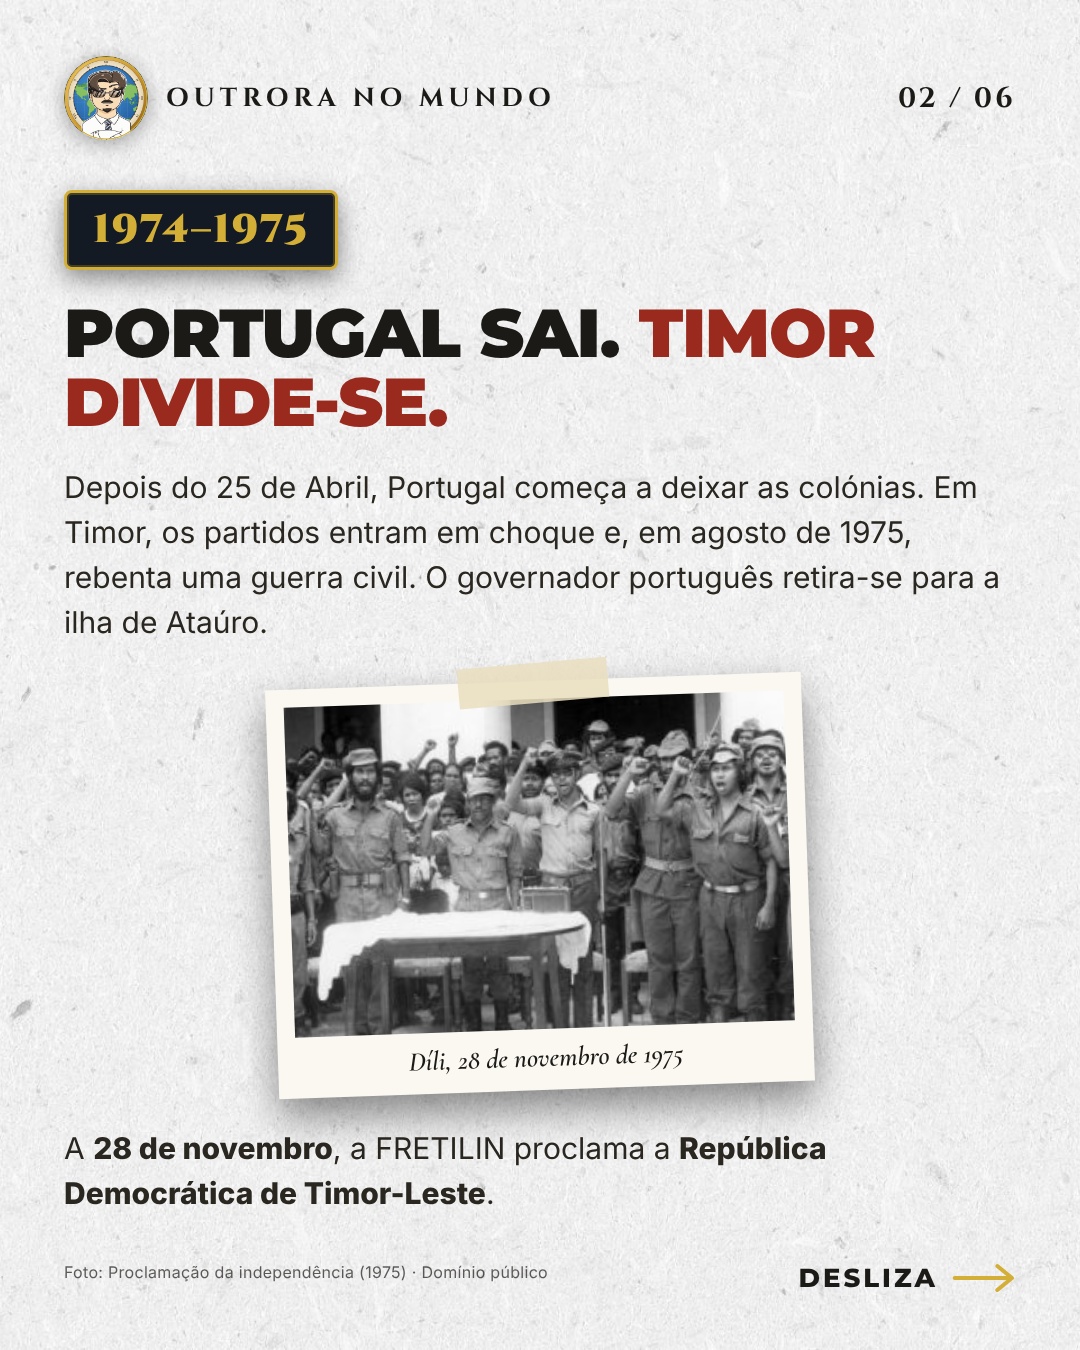 OUTRORA NO MUNDO
02 / 06
1974–1975
PORTUGAL SAI. TIMOR
DIVIDE-SE.
Depois do 25 de Abril, Portugal começa a deixar as colónias. Em
Timor, os partidos entram em choque e, em agosto de 1975,
rebenta uma guerra civil. O governador português retira-se para a
ilha de Ataúro.
Díli, 28 de novembro de 1975
A 28 de novembro, a FRETILIN proclama a República
Democrática de Timor-Leste.
Foto: Proclamação da independência (1975) · Domínio público
DESLIZA